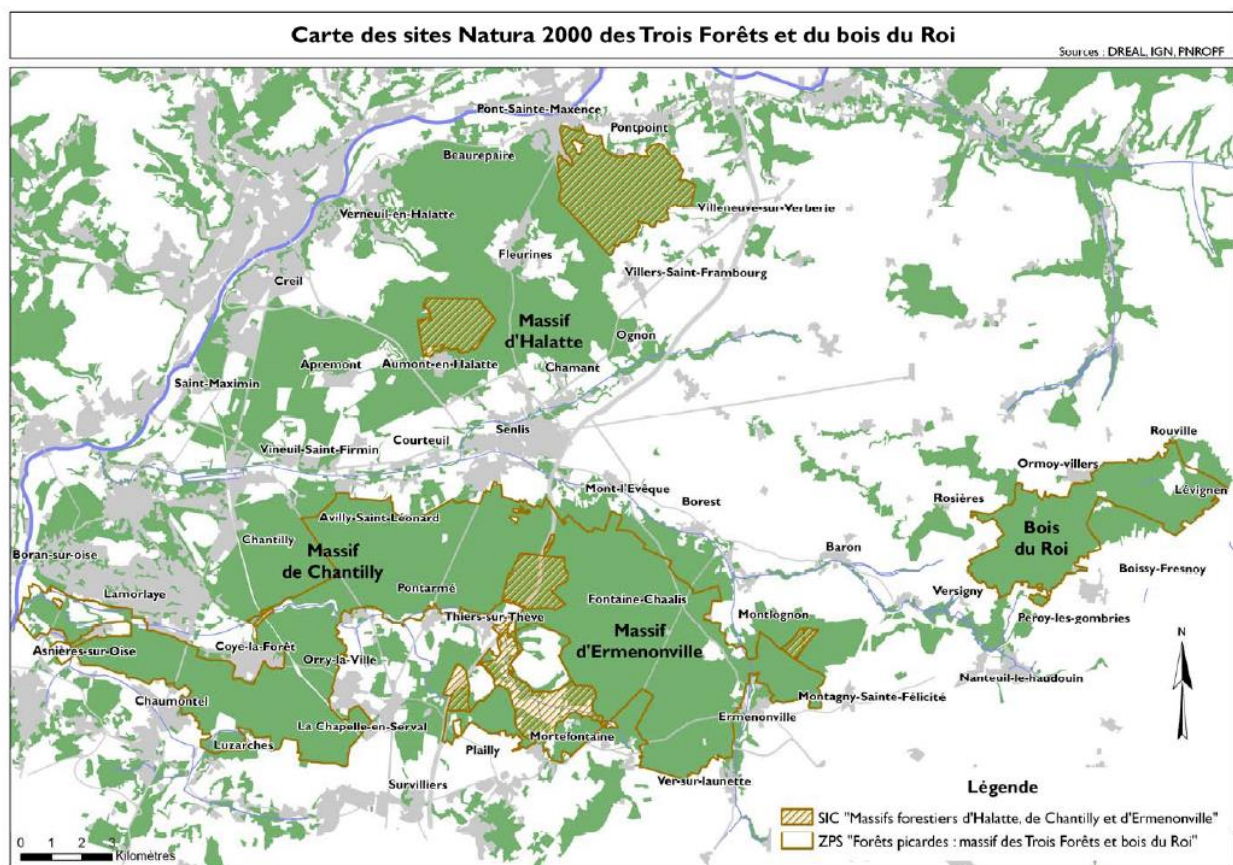 Carte des sites Natura 2000 des Trois Forêts et du bois du Roi
Sources : DREAL, IGN, PNROPF
Pont-Sainte-Maxence
Pontpoint
Beaurepaire
Verneuil-en-Halatte
Villeneuve-sur-Verberie
Fleurines
Villers-Saint-Frambourg
Creil
Massif
d'Halatte
Ognon
Apremont
Aumont-en-Halatte
Chamant
Saint-Maximin
Courteuil
Senlis
Vineuil-Saint-Firmin
Rouville
Ormoy-villers
Lévignen
Mont-l'Evêque
Borest
Rosières
Avilly-Saint-Léonard
Bois
du Roi
Chantilly
Massif
de Chantilly
Baron
Boran-sur-oise
Boissy-Fresnoy
Lamorlaye
Pontarmé
Fontaine-Chaalis
Versigny
Thiers-sur-Thève
Montlognon
Péroy-les-gombries
Massif
d'Ermenonville
N
Asnières-sur-Oise
Coye-la-Forêt
Orry-la-Ville
Nanteuil-le-haudouin
Chaumontel
Montagny-Sainte-Félicité
La Chapelle-en-Serval
Ermenonville
Luzarches
Plailly
Mortefontaine
Survilliers
Ver-sur-launette
Légende
SIC "Massifs forestiers d'Halatte, de Chantilly et d'Ermenonville"
ZPS "Forêts picardes : massif des Trois Forêts et bois du Roi"
0 1 2 3
Kilomètres